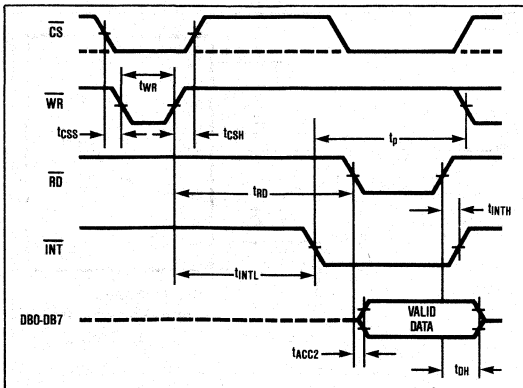 CS
tWR
WR
tCSS
tCSH
tp
RD
tRD
tINTH
INT
tINTL
DB0-DB7
VALID
DATA
tACC2
tDH